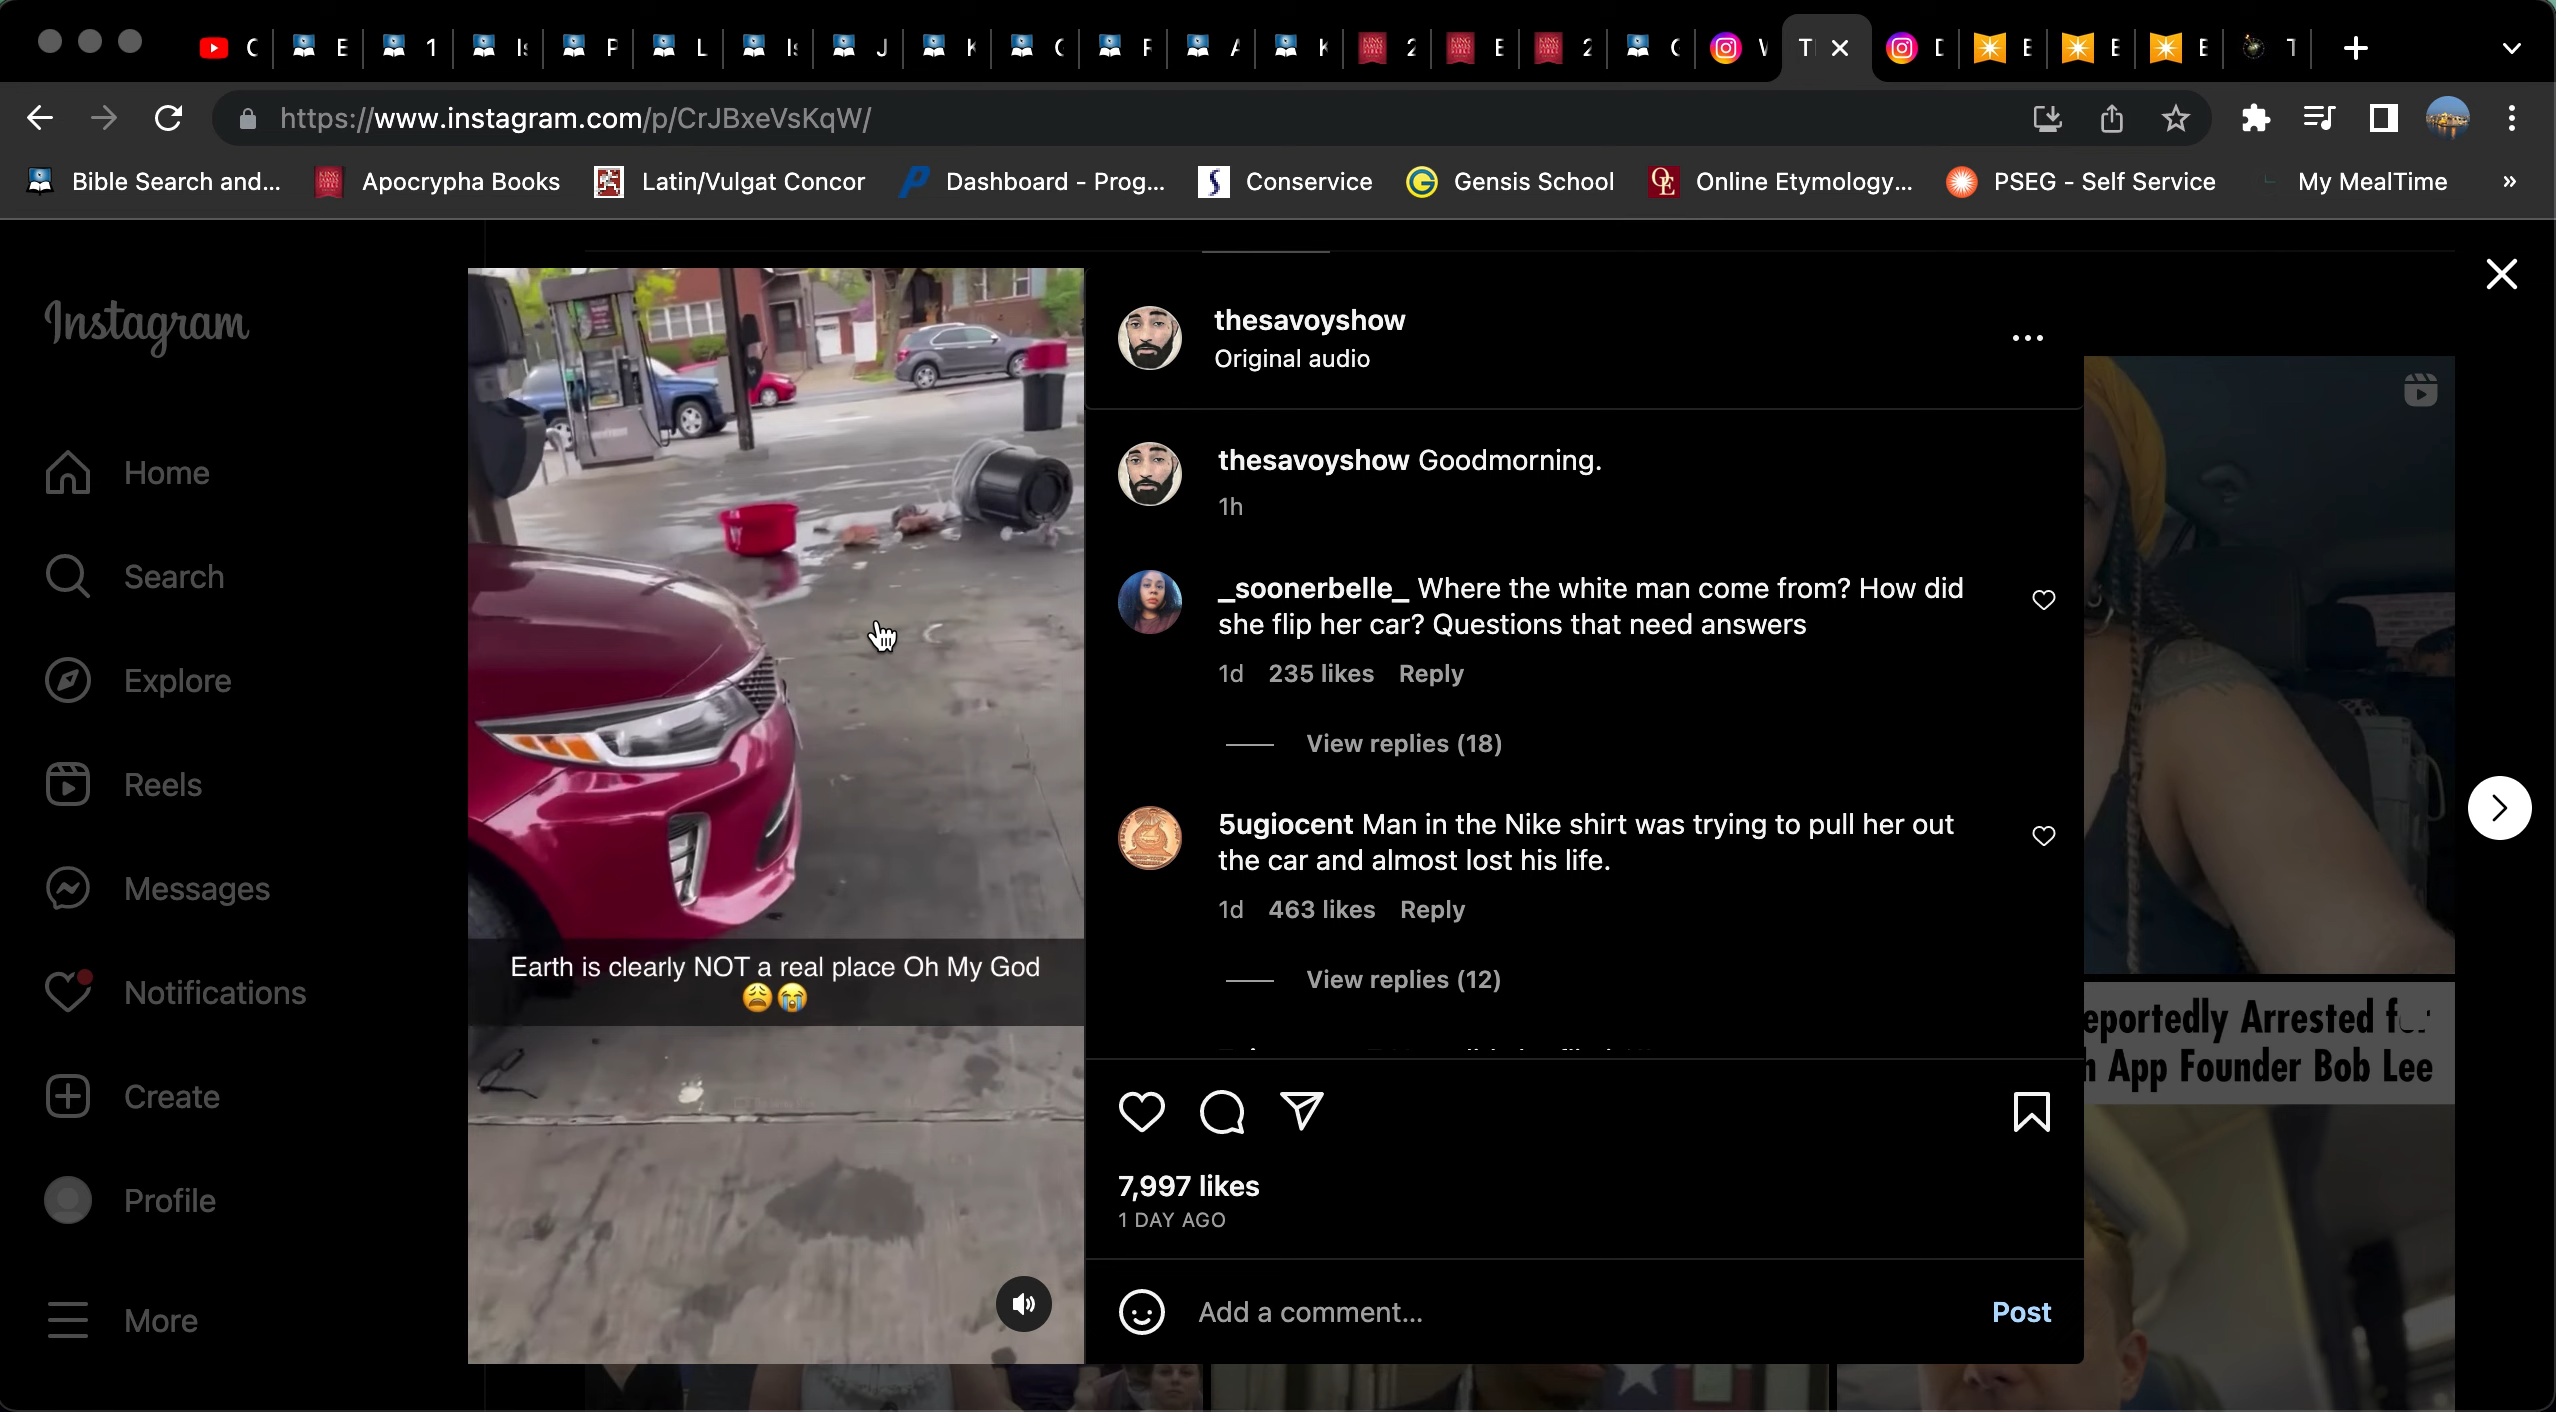 https://www.instagram.com/p/CrJBxeVsKqW/
Bible Search and...
Apocrypha Books
Latin/Vulgat Concor
Dashboard - Prog...
Conservice
Gensis School
Online Etymology...
PSEG - Self Service
My MealTime
»
Instagram
Home
Search
Explore
Reels
Messages
Notifications
Create
Profile
More
Earth is clearly NOT a real place Oh My God
😩😭
thesavoyshow
Original audio
thesavoyshow Goodmorning.
1h
_soonerbelle_ Where the white man come from? How did
she flip her car? Questions that need answers
1d 235 likes Reply
View replies (18)
5ugiocent Man in the Nike shirt was trying to pull her out
the car and almost lost his life.
1d 463 likes Reply
View replies (12)
7,997 likes
1 DAY AGO
Add a comment...
Post
eportedly Arrested for
App Founder Bob Lee